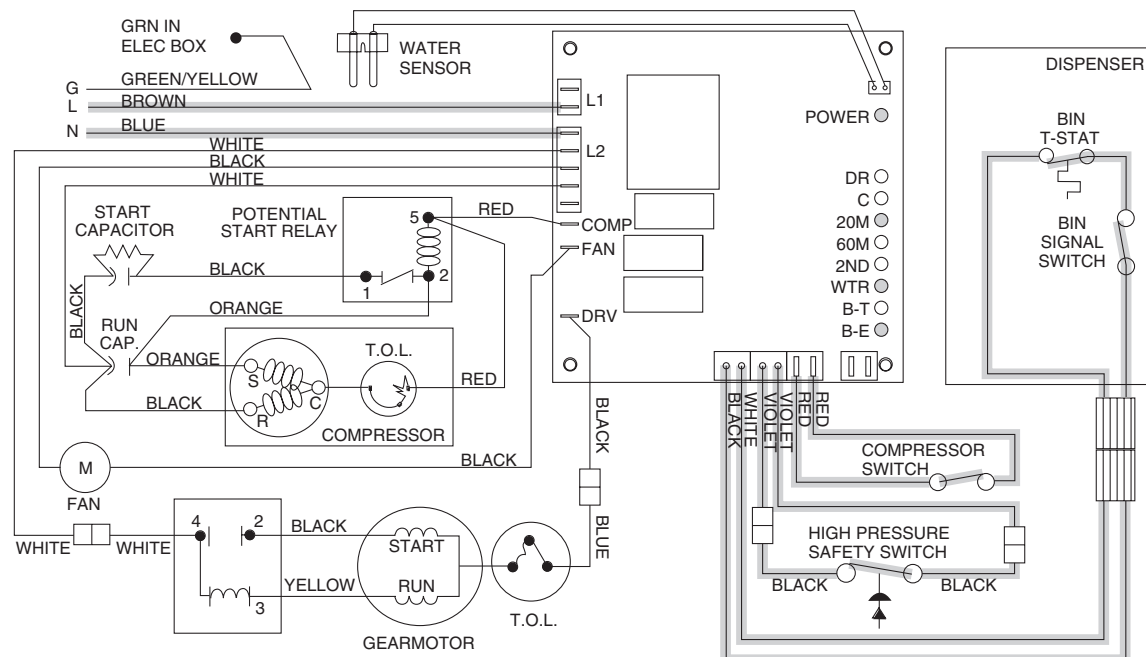 GRN IN
ELEC BOX
WATER
SENSOR
DISPENSER
G
GREEN/YELLOW
L
BROWN
N
BLUE
WHITE
BLACK
WHITE
L1
L2
POWER
BIN
T-STAT
DR
C
20M
60M
2ND
WTR
B-T
B-E
BIN
SIGNAL
SWITCH
START
CAPACITOR
POTENTIAL
START RELAY
5
RED
COMP
FAN
DRV
BLACK
1
2
BLACK
ORANGE
RUN
CAP.
ORANGE
T.O.L.
S
C
R
RED
BLACK
COMPRESSOR
BLACK
WHITE
VIOLET
VIOLET
RED
RED
BLACK
M
FAN
BLACK
COMPRESSOR
SWITCH
WHITE
WHITE
4
2
BLACK
START
YELLOW
RUN
3
GEARMOTOR
T.O.L.
BLUE
HIGH PRESSURE
SAFETY SWITCH
BLACK
BLACK